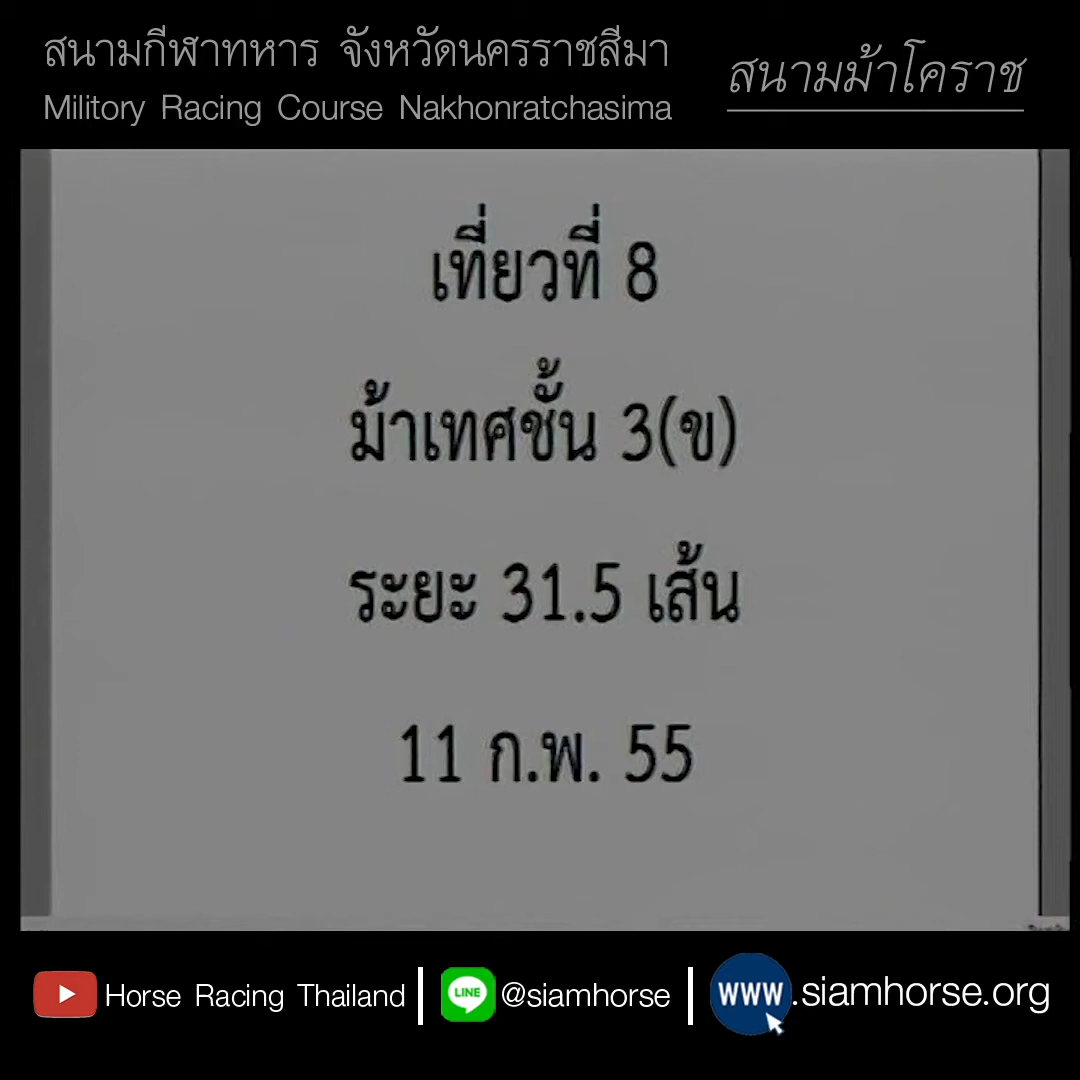 สนามกีฬาทหาร จังหวัดนครราชสีมา
Militory Racing Course Nakhonratchasima
สนามม้าโคราช
เที่ยวที่ 8
ม้าเทศชั้น 3(ข)
ระยะ 31.5 เส้น
11 ก.พ. 55
Horse Racing Thailand
LINE @siamhorse
www.siamhorse.org